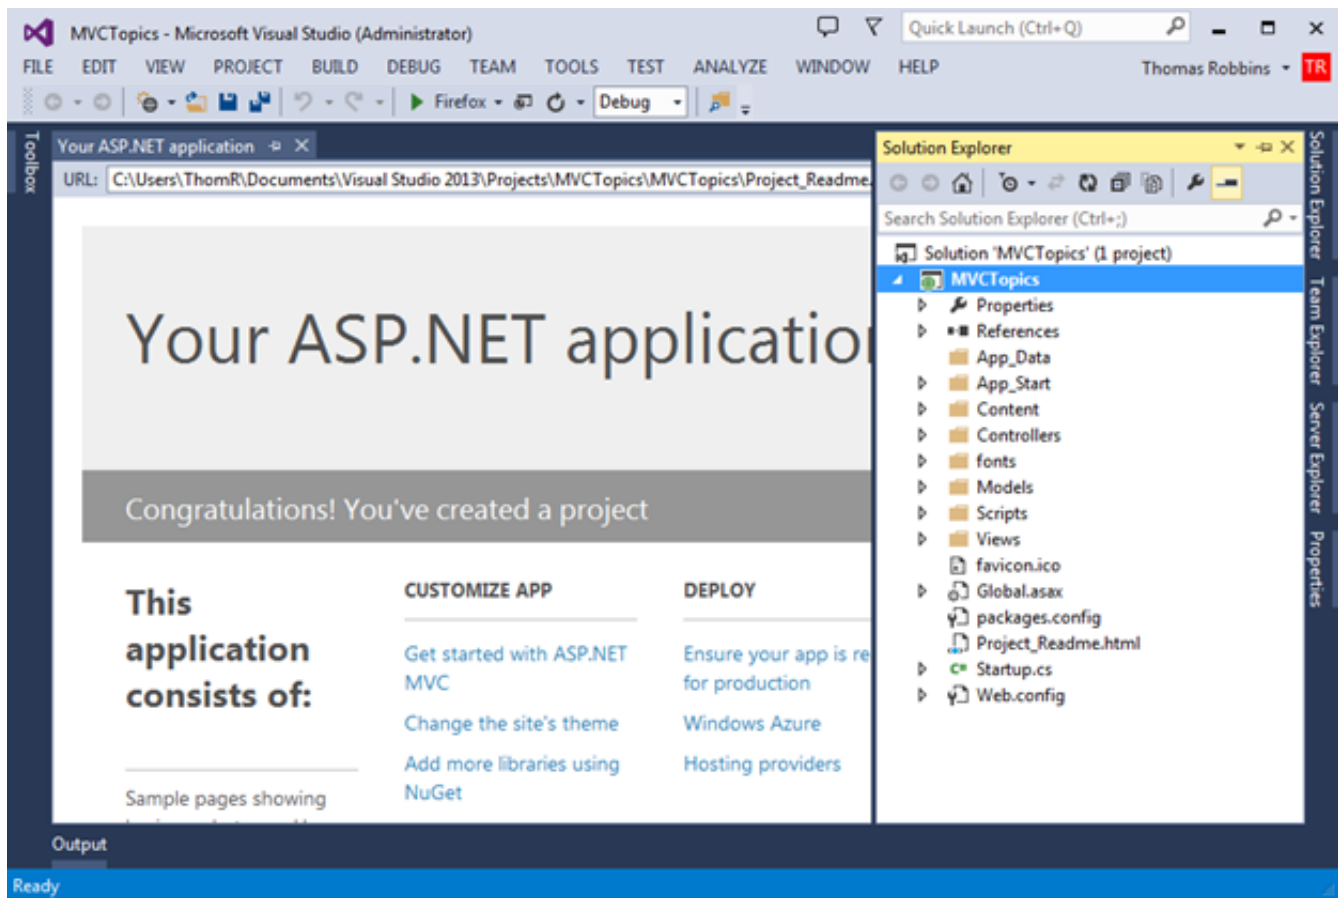 MVCTopics - Microsoft Visual Studio (Administrator)
Quick Launch (Ctrl+Q)
FILE EDIT VIEW PROJECT BUILD DEBUG TEAM TOOLS TEST ANALYZE WINDOW HELP
Thomas Robbins
TR
Firefox
Debug
Toolbox
Your ASP.NET application
URL: C:\Users\ThomR\Documents\Visual Studio 2013\Projects\MVCTopics\MVCTopics\Project_Readme.
Your ASP.NET application
Congratulations! You've created a project
This
application
consists of:
Sample pages showing
CUSTOMIZE APP
Get started with ASP.NET
MVC
Change the site's theme
Add more libraries using
NuGet
DEPLOY
Ensure your app is re
for production
Windows Azure
Hosting providers
Solution Explorer
Search Solution Explorer (Ctrl+;)
Solution 'MVCTopics' (1 project)
MVCTopics
Properties
References
App_Data
App_Start
Content
Controllers
fonts
Models
Scripts
Views
favicon.ico
Global.asax
packages.config
Project_Readme.html
C# Startup.cs
Web.config
Solution Explorer
Team Explorer
Server Explorer
Properties
Output
Ready